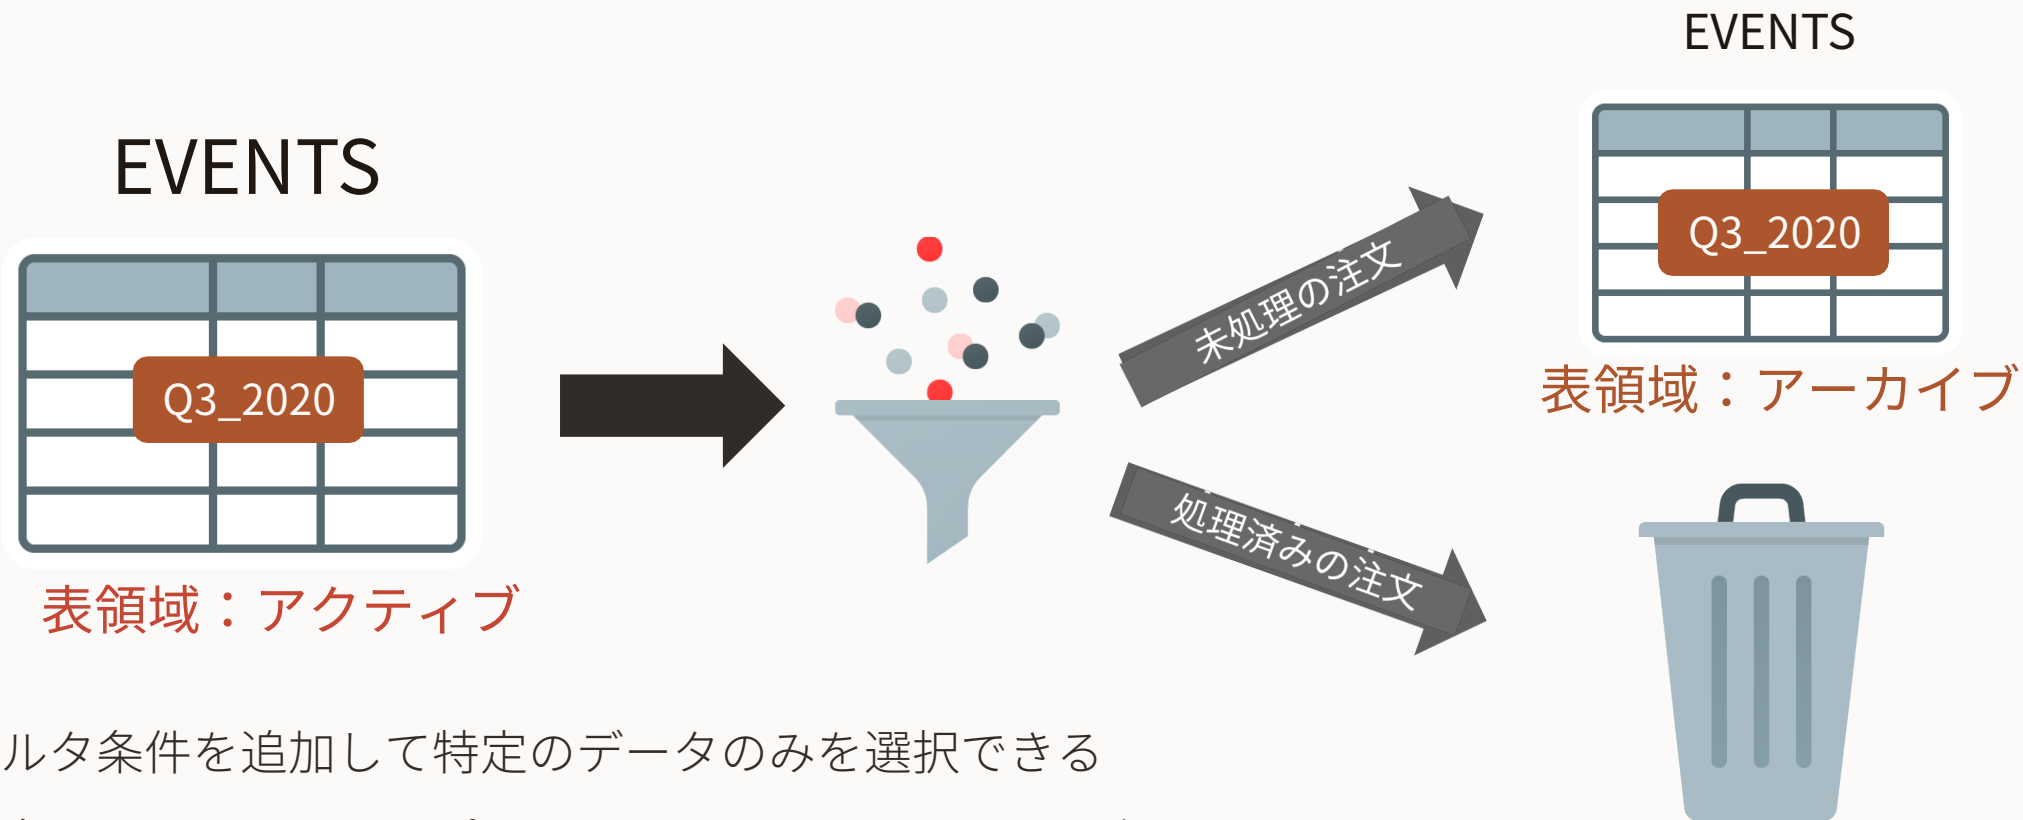 EVENTS
Q3_2020
表領域：アクティブ
未処理の注文
処理済みの注文
EVENTS
Q3_2020
表領域：アーカイブ
ルタ条件を追加して特定のデータのみを選択できる